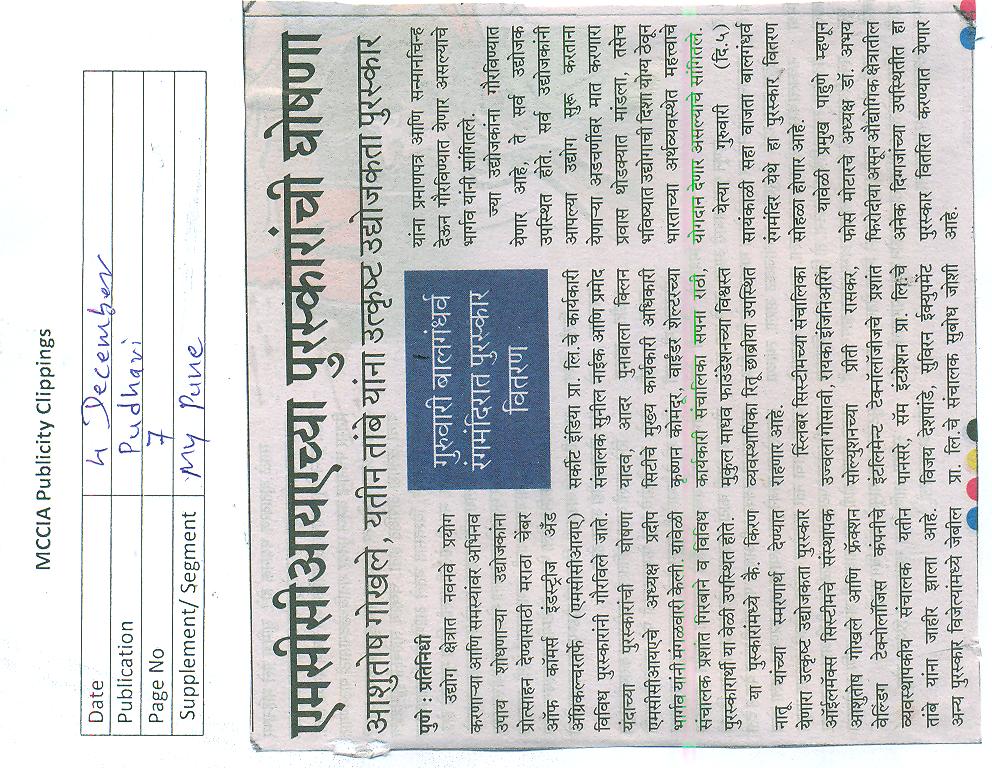 MCCIA Publicity Clippings
Date 4 December
Publication Pudhari
Page No 7
Supplement/ Segment My Pune
एमसीसीआयएच्या पुरस्कारांची घोषणा
आशुतोष गोखले, यतीन तांबे यांना उत्कृष्ट उद्योजकता पुरस्कार
पुणे : प्रतिनिधी
उद्योग क्षेत्रात नवनवे प्रयोग
करणाऱ्या आणि समस्यांवर अभिनव
उपाय शोधणाऱ्या उद्योजकांना
प्रोत्साहन देण्यासाठी मराठा चेंबर
ऑफ कॉमर्स इंडस्ट्रीज अँड
ॲग्रिकल्चरतर्फे (एमसीसीआयए)
विविध पुरस्कारांनी गौरविले जाते.
यंदाच्या पुरस्कारांची घोषणा
एमसीसीआयएचे अध्यक्ष प्रदीप
भार्गव यांनी मंगळवारी केली. यावेळी
संचालक प्रशांत गिरबाने व विविध
पुरस्कारार्थी या वेळी उपस्थित होते.
या पुस्कारांमध्ये कै. किरण
नातू यांच्या स्मरणार्थ देण्यात
येणारा उत्कृष्ट उद्योजकता पुरस्कार
ऑईलमॅक्स सिस्टीमचे संस्थापक
आशुतोष गोखले आणि फ्रॅक्शन
वेल्डिंग टेक्नोलॉजिस कंपनीचे
व्यवस्थापकीय संचालक यतीन
तांबे यांना जाहीर झाला आहे.
अन्य पुरस्कार विजेत्यांमध्ये जेबील
गुरुवारी बालगंधर्व
रंगमंदिरात पुरस्कार
वितरण
सर्कीट इंडिया प्रा. लि.चे कार्यकारी
संचालक सुनील नाईक आणि प्रमोद
यादव, आदर पुनावाला क्लिन
सिटीचे मुख्य कार्यकारी अधिकारी
कृष्णन कोमंदूर, वाईंडर शेल्टरच्या
कार्यकारी संचालिका सपना राठी,
मुकुल माधव फाउंडेशनच्या विश्वस्त
व्यवस्थापिका रितू छाब्रीया उपस्थित
राहणार आहे.
स्लिंबर सिस्टीमच्या संचालिका
उज्वला गोसावी, रायका इंजिनिअरिंग
सोल्युशनच्या प्रीती रासकर,
इंटलिमेन्ट टेक्नॉलॉजीजचे प्रशांत
पानसरे, सॅम इंटग्रेशन प्रा. लि.चे
विजय देशपांडे, सुविरन ईक्युपमेंट
प्रा. लि.चे संचालक सुबोध जोशी
यांना प्रमाणपत्र आणि सन्मानचिन्ह
देऊन गौरविण्यात येणार असल्याचे
भार्गव यांनी सांगितले.
ज्या उद्योजकांना गौरविण्यात
येणार आहे, ते सर्व उद्योजक
उपस्थित होते. सर्व उद्योजकांनी
आपल्या उद्योग सुरू करताना
येणाऱ्या अडचणींवर मात करणारा
प्रवास थोडक्यात मांडला, तसेच
भविष्यात उद्योगाची दिशा योग्य ठेवून
भारताच्या अर्थव्यवस्थेत महत्त्वाचे
योगदान देणार असल्याचे सांगितले.
येत्या गुरुवारी (दि.५)
सायंकाळी सहा वाजता बालगंधर्व
रंगमंदिर येथे हा पुरस्कार वितरण
सोहळा होणार आहे.
यावेळी प्रमुख पाहुणे म्हणून
फोर्स मोटारचे अध्यक्ष डॉ. अभय
फिरोदीया असून औद्योगिक क्षेत्रातील
अनेक दिग्गजांच्या उपस्थितीत हा
पुरस्कार वितरित करण्यात येणार
आहे.